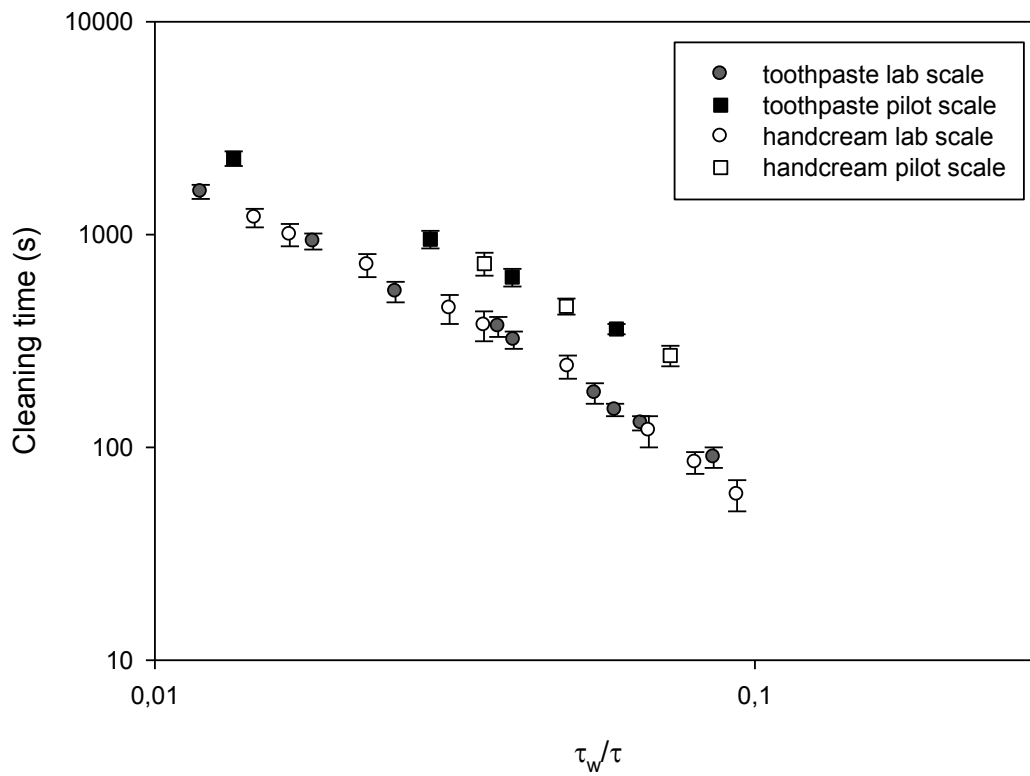 10000
toothpaste lab scale
toothpaste pilot scale
handcream lab scale
handcream pilot scale
1000
Cleaning time (s)
100
10
0,01
0,1
τw/τ